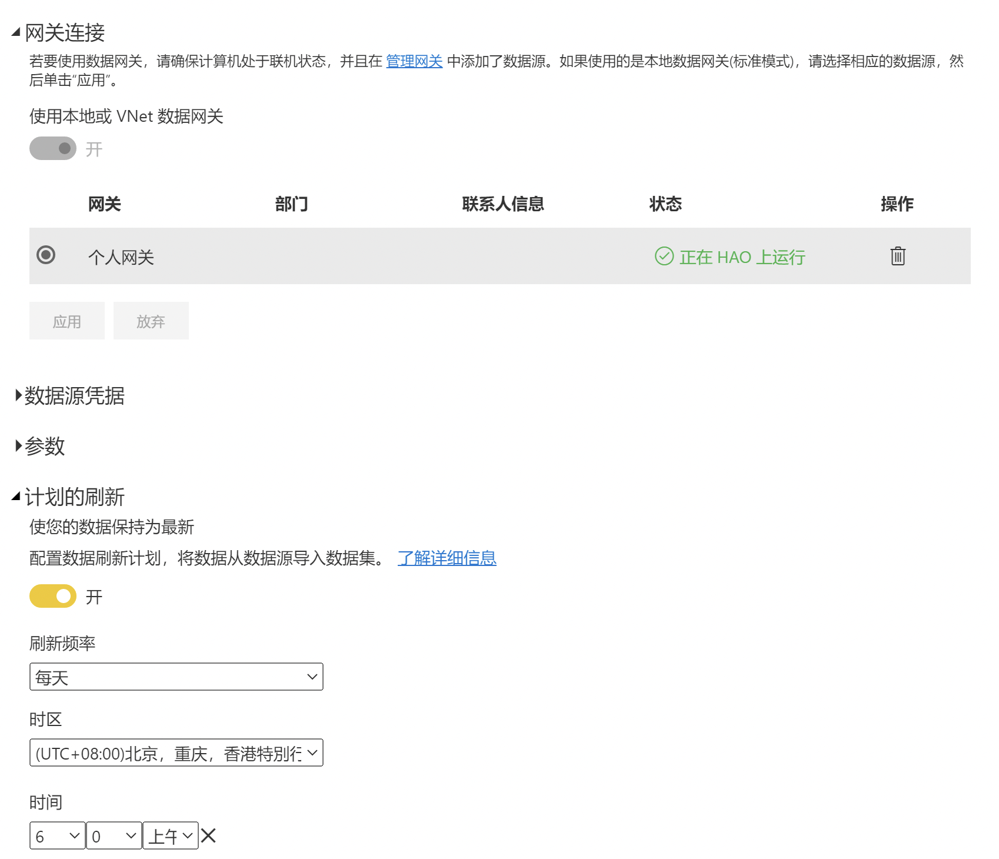 网关连接
若要使用数据网关，请确保计算机处于联机状态，并且在 管理网关 中添加了数据源。如果使用的是本地数据网关(标准模式)，请选择相应的数据源，然
后单击“应用”。
使用本地或 VNet 数据网关
开
网关 部门 联系人信息 状态 操作
个人网关 正在 HAO 上运行
应用 放弃
数据源凭据
参数
计划的刷新
使您的数据保持为最新
配置数据刷新计划，将数据从数据源导入数据集。 了解详细信息
开
刷新频率
每天
时区
(UTC+08:00)北京，重庆，香港特别行
时间
6 0 上午